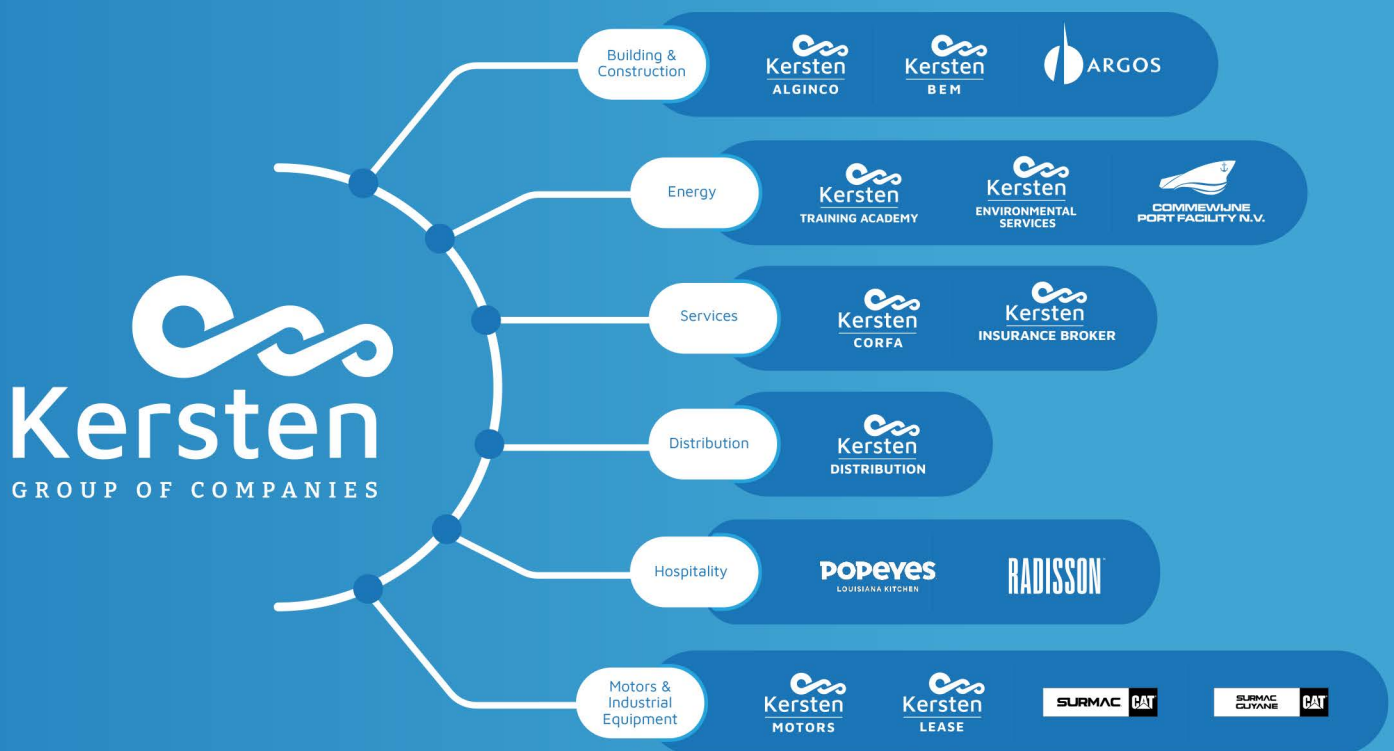 Kersten
GROUP OF COMPANIES
Building &
Construction
Kersten
ALGINCO
Kersten
BEM
ARGOS
Energy
Kersten
TRAINING ACADEMY
Kersten
ENVIRONMENTAL
SERVICES
COMMEWIJNE
PORT FACILITY N.V.
Services
Kersten
CORFA
Kersten
INSURANCE BROKER
Distribution
Kersten
DISTRIBUTION
Hospitality
POPEYES
LOUISIANA KITCHEN
RADISSON
Motors &
Industrial
Equipment
Kersten
MOTORS
Kersten
LEASE
SURMAC CAT
SURMAC
GUYANE
CAT